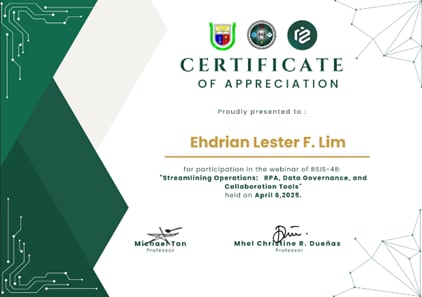 CERTIFICATE
OF APPRECIATION
Proudly presented to :
Ehdrian Lester F. Lim
for participation in the webinar of BSIS-4B:
"Streamlining Operations: RPA, Data Governance, and
Collaboration Tools"
held on April 6,2025.
Michael Tan
Professor
Mhel Christine R. Dueñas
Professor